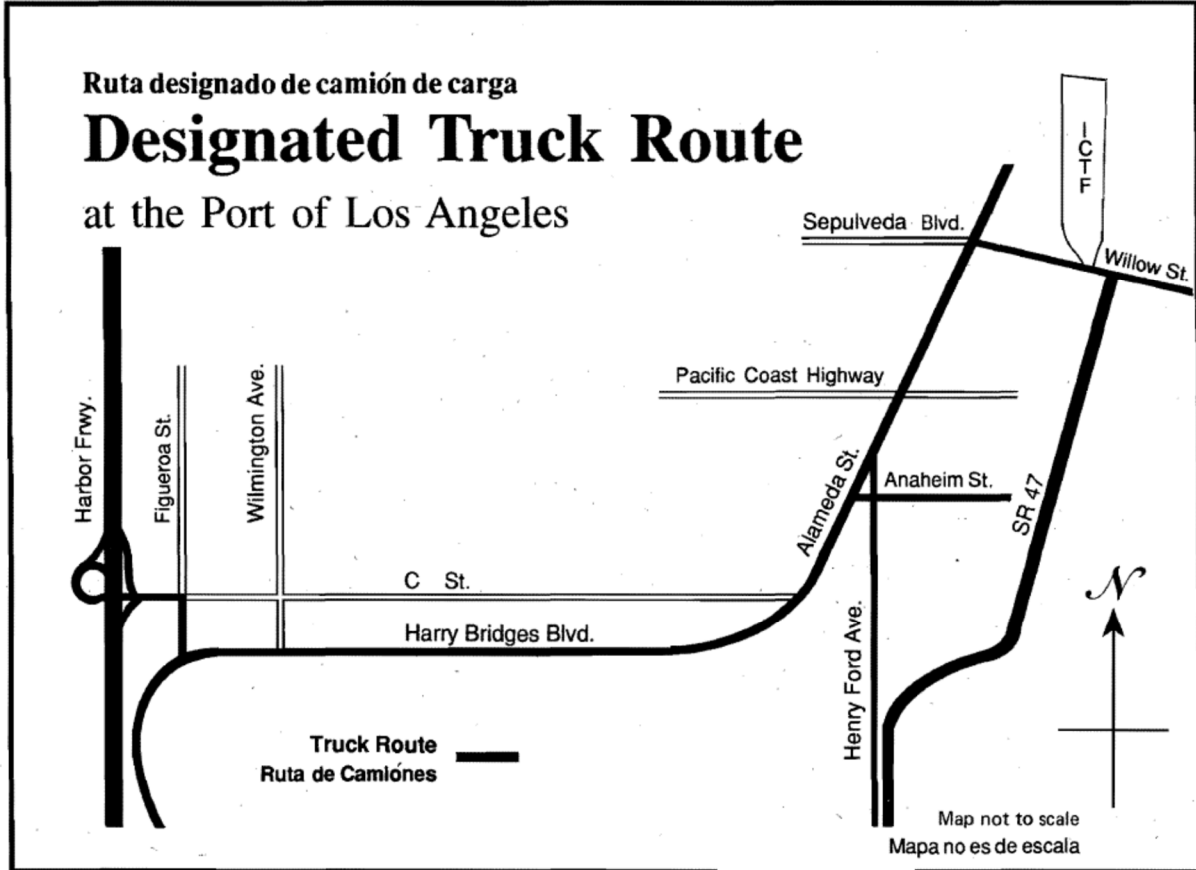 Ruta designado de camión de carga
Designated Truck Route
at the Port of Los Angeles
I
C
T
F
Sepulveda Blvd.
Willow St.
Pacific Coast Highway
Harbor Frwy.
Figueroa St.
Wilmington Ave.
Alameda St.
Anaheim St.
SR 47
C St.
Harry Bridges Blvd.
Henry Ford Ave.
N
Truck Route
Ruta de Camiónes
Map not to scale
Mapa no es de escala